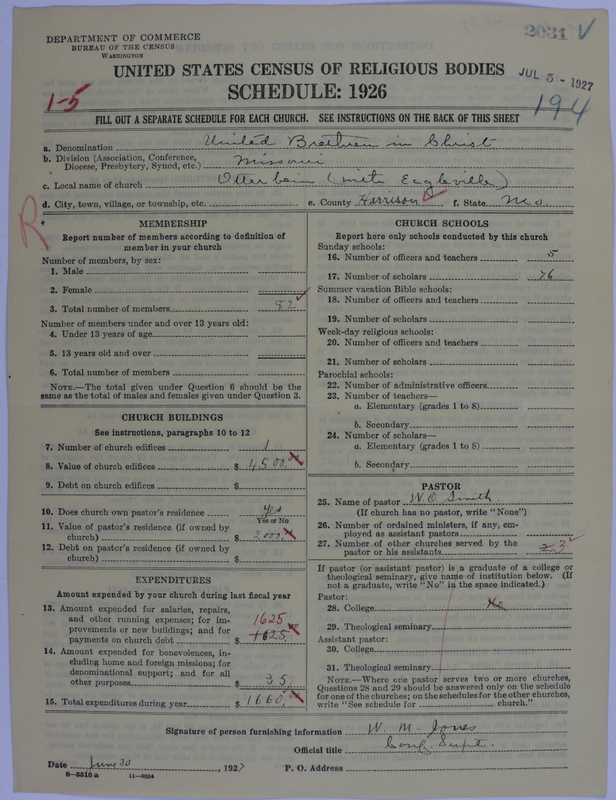 DEPARTMENT OF COMMERCE
BUREAU OF THE CENSUS
WASHINGTON
2031
UNITED STATES CENSUS OF RELIGIOUS BODIES
JUL 5 - 1927
SCHEDULE: 1926
1-5
194
FILL OUT A SEPARATE SCHEDULE FOR EACH CHURCH. SEE INSTRUCTIONS ON THE BACK OF THIS SHEET
a. Denomination United Brethren in Christ
b. Division (Association, Conference, Diocese, Presbytery, Synod, etc.) Missouri
c. Local name of church Otterbein (with Eagleville)
d. City, town, village, or township, etc. e. County Harrison f. State Mo.
R
MEMBERSHIP
Report number of members according to definition of
member in your church
Number of members, by sex:
1. Male
2. Female
3. Total number of members 82
Number of members under and over 13 years old:
4. Under 13 years of age
5. 13 years old and over
6. Total number of members
NOTE.—The total given under Question 6 should be the
same as the total of males and females given under Question 3.
CHURCH BUILDINGS
See instructions, paragraphs 10 to 12
7. Number of church edifices 1
8. Value of church edifices $ 4,500.00
9. Debt on church edifices $
10. Does church own pastor's residence yes
Yes or No
11. Value of pastor's residence (if owned by
church) $ 2,000
12. Debt on pastor's residence (if owned by
church) $
EXPENDITURES
Amount expended by your church during last fiscal year
13. Amount expended for salaries, repairs,
and other running expenses; for im-
provements or new buildings; and for
payments on church debt $ 1625
14. Amount expended for benevolences, in-
cluding home and foreign missions; for
denominational support; and for all
other purposes $ 35
15. Total expenditures during year $ 1660
CHURCH SCHOOLS
Report here only schools conducted by this church
Sunday schools:
16. Number of officers and teachers 5
17. Number of scholars 76
Summer vacation Bible schools:
18. Number of officers and teachers
19. Number of scholars
Week-day religious schools:
20. Number of officers and teachers
21. Number of scholars
Parochial schools:
22. Number of administrative officers
23. Number of teachers—
a. Elementary (grades 1 to 8)
b. Secondary
24. Number of scholars—
a. Elementary (grades 1 to 8)
b. Secondary
PASTOR
25. Name of pastor W.O. Smith
(If church has no pastor, write "None")
26. Number of ordained ministers, if any, em-
ployed as assistant pastors
27. Number of other churches served by the
pastor or his assistants 2 3
If pastor (or assistant pastor) is a graduate of a college or
theological seminary, give name of institution below. (If
not a graduate, write "No" in the space indicated.)
Pastor:
28. College No
29. Theological seminary
Assistant pastor:
30. College
31. Theological seminary
NOTE.—Where one pastor serves two or more churches,
Questions 28 and 29 should be answered only on the schedule
for one of the churches; on the schedules for the other churches,
write "See schedule for church."
Signature of person furnishing information W. M. Jones
Official title Conf. Supt.
Date June 30, 1927 P. O. Address
8-5515 a 11-9054